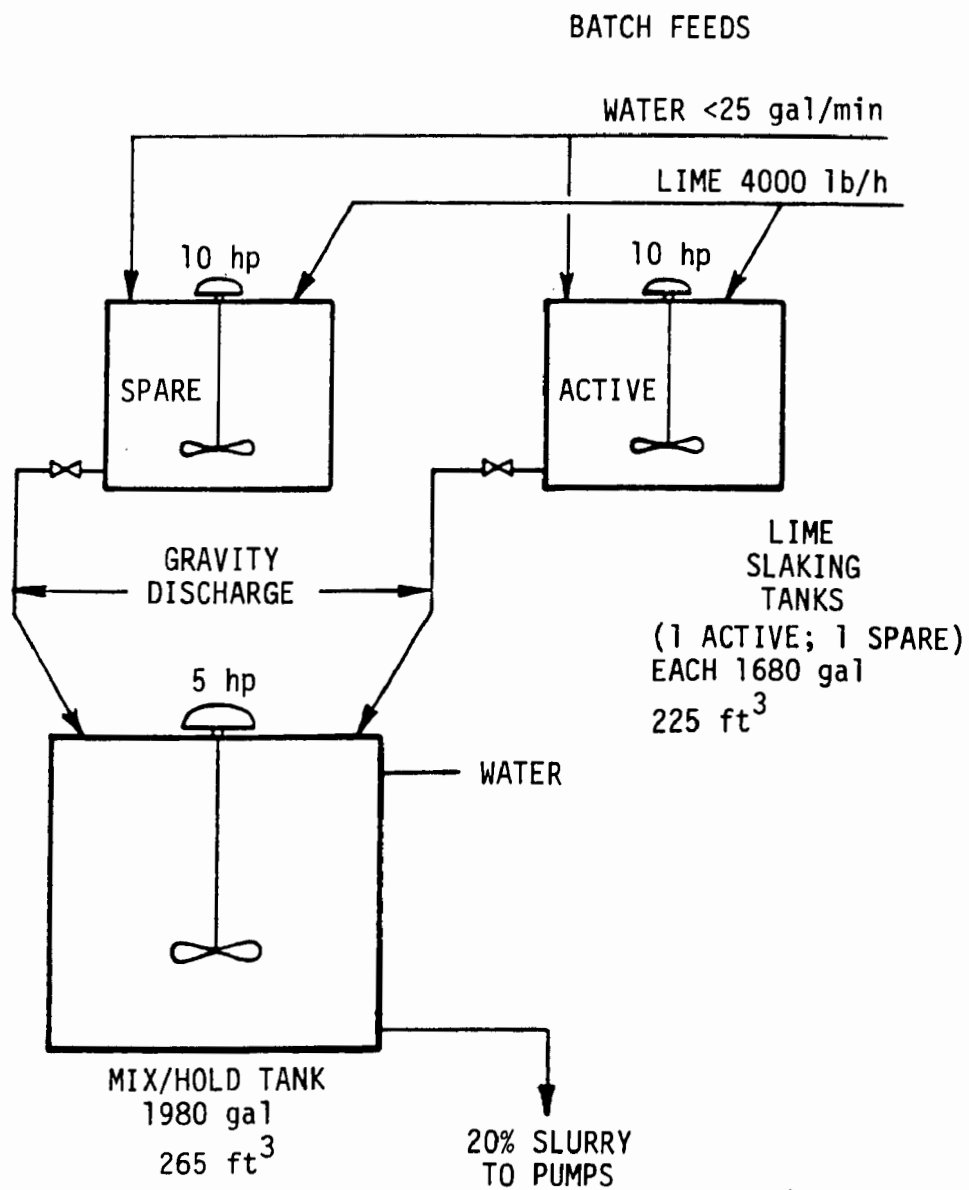 BATCH FEEDS
WATER <25 gal/min
LIME 4000 lb/h
10 hp
10 hp
SPARE
ACTIVE
GRAVITY
DISCHARGE
LIME
SLAKING
TANKS
(1 ACTIVE; 1 SPARE)
EACH 1680 gal
225 ft³
5 hp
WATER
MIX/HOLD TANK
1980 gal
265 ft³
20% SLURRY
TO PUMPS